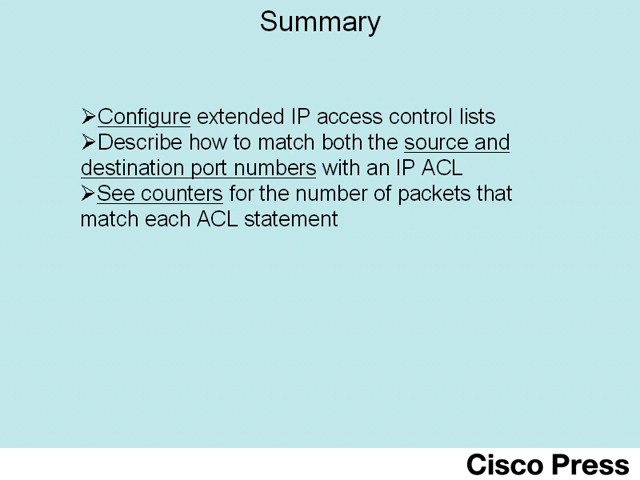 Summary
➢Configure extended IP access control lists
➢Describe how to match both the source and
destination port numbers with an IP ACL
➢See counters for the number of packets that
match each ACL statement
Cisco Press